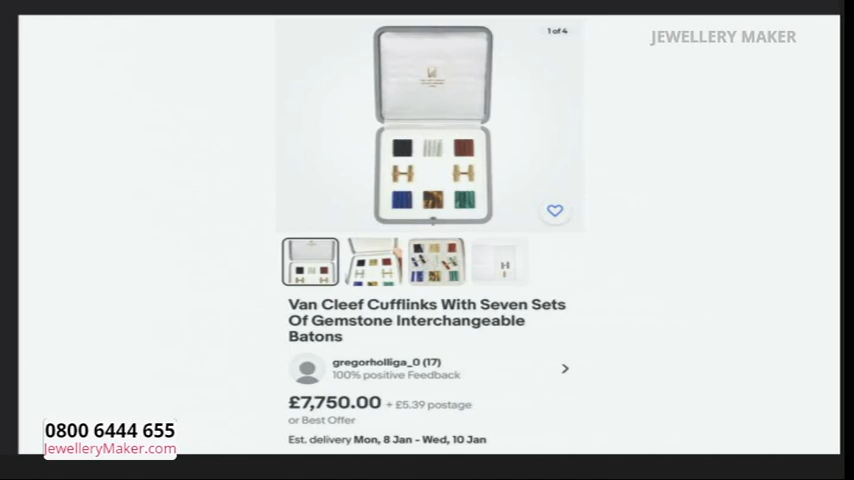 1 of 4
JEWELLERY MAKER
Van Cleef Cufflinks With Seven Sets
Of Gemstone Interchangeable
Batons
gregorholliga_0 (17)
100% positive Feedback
£7,750.00 + £5.39 postage
or Best Offer
Est. delivery Mon, 8 Jan - Wed, 10 Jan
0800 6444 655
JewelleryMaker.com